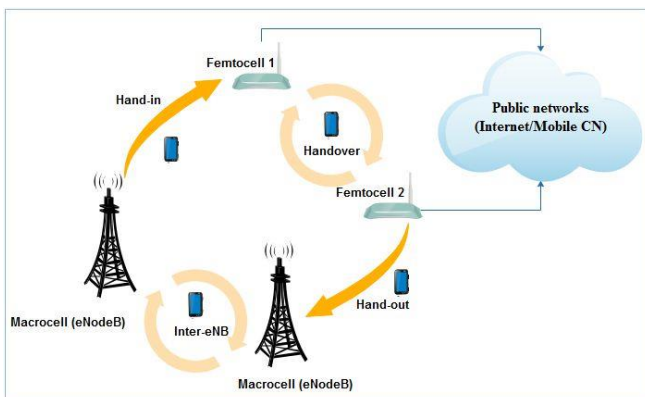 Femtocell 1
Hand-in
Public networks
(Internet/Mobile CN)
Handover
Femtocell 2
Hand-out
Macrocell (eNodeB)
Inter-eNB
Macrocell (eNodeB)